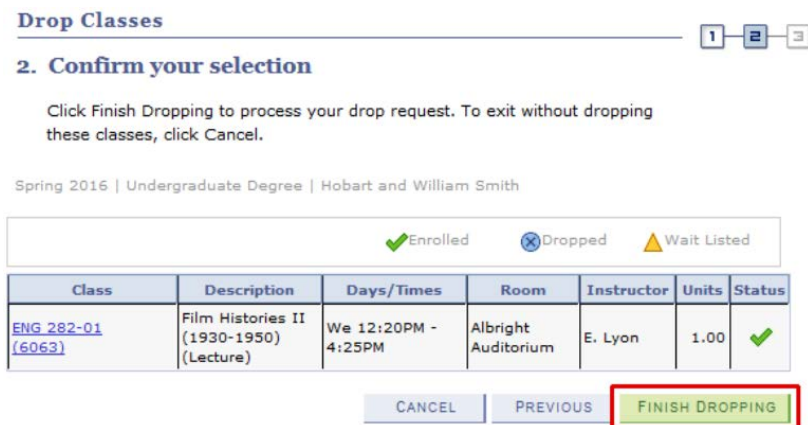 Drop Classes
1 2 3
2. Confirm your selection
Click Finish Dropping to process your drop request. To exit without dropping
these classes, click Cancel.
Spring 2016 | Undergraduate Degree | Hobart and William Smith
Enrolled Dropped Wait Listed
Class Description Days/Times Room Instructor Units Status
ENG 282-01
(6063)
Film Histories II
(1930-1950)
(Lecture)
We 12:20PM -
4:25PM
Albright
Auditorium
E. Lyon
1.00
CANCEL PREVIOUS FINISH DROPPING